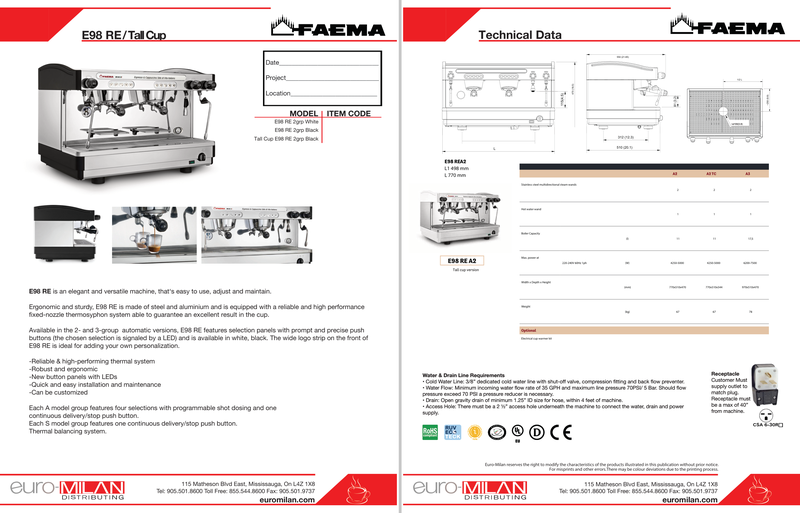 E98 RE / Tall Cup
FAEMA
Date
Project
Location
MODEL ITEM CODE
E98 RE 2grp White
E98 RE 2grp Black
Tall Cup E98 RE 2grp Black
E98 RE is an elegant and versatile machine, that's easy to use, adjust and maintain.
Ergonomic and sturdy, E98 RE is made of steel and aluminium and is equipped with a reliable and high performance
fixed-nozzle thermosyphon system able to guarantee an excellent result in the cup.
Available in the 2- and 3-group automatic versions, E98 RE features selection panels with prompt and precise push
buttons (the chosen selection is signaled by a LED) and is available in white, black. The wide logo strip on the front of
E98 RE is ideal for adding your own personalization.
-Reliable & high-performing thermal system
-Robust and ergonomic
-New button panels with LEDs
-Quick and easy installation and maintenance
-Can be customized
Each A model group features four selections with programmable shot dosing and one
continuous delivery/stop push button.
Each S model group features one continuous delivery/stop push button.
Thermal balancing system.
euro-MILAN
DISTRIBUTING
115 Matheson Blvd East, Mississauga, On L4Z 1X8
Tel: 905.501.8600 Toll Free: 855.544.8600 Fax: 905.501.9737
euromilan.com
Technical Data
FAEMA
L
E98 REA2
L1 498 mm
L 770 mm
E98 RE A2
Tall cup version
Boiler Capacity
Weight
Optional
Water & Drain Line Requirements
• Cold Water Line: 3/8" dedicated cold water line with shut-off valve, compression fitting and back flow preventer.
• Water Flow: Minimum incoming water flow rate of 35 GPH and maximum line pressure 70PSI/ 5 Bar. Should flow
pressure exceed 70 PSI a pressure reducer is necessary.
• Drain: Open gravity drain of minimum 1.25" ID size for hose, within 4 feet of machine.
• Access Hole: There must be a 2 ½" access hole underneath the machine to connect the water, drain and power
supply.
Receptacle
Customer Must
supply outlet to
match plug.
Receptacle must
be a max of 40"
from machine.
CSA 6-30R
RoHS
RUV
EC
TECK
Euro-Milan reserves the right to modify the characteristics of the products illustrated in this publication without prior notice.
For misprints and other errors. There may be colour deviations due to the printing process.
euro-MILAN
DISTRIBUTING
115 Matheson Blvd East, Mississauga, On L4Z 1X8
Tel: 905.501.8600 Toll Free: 855.544.8600 Fax: 905.501.9737
euromilan.com